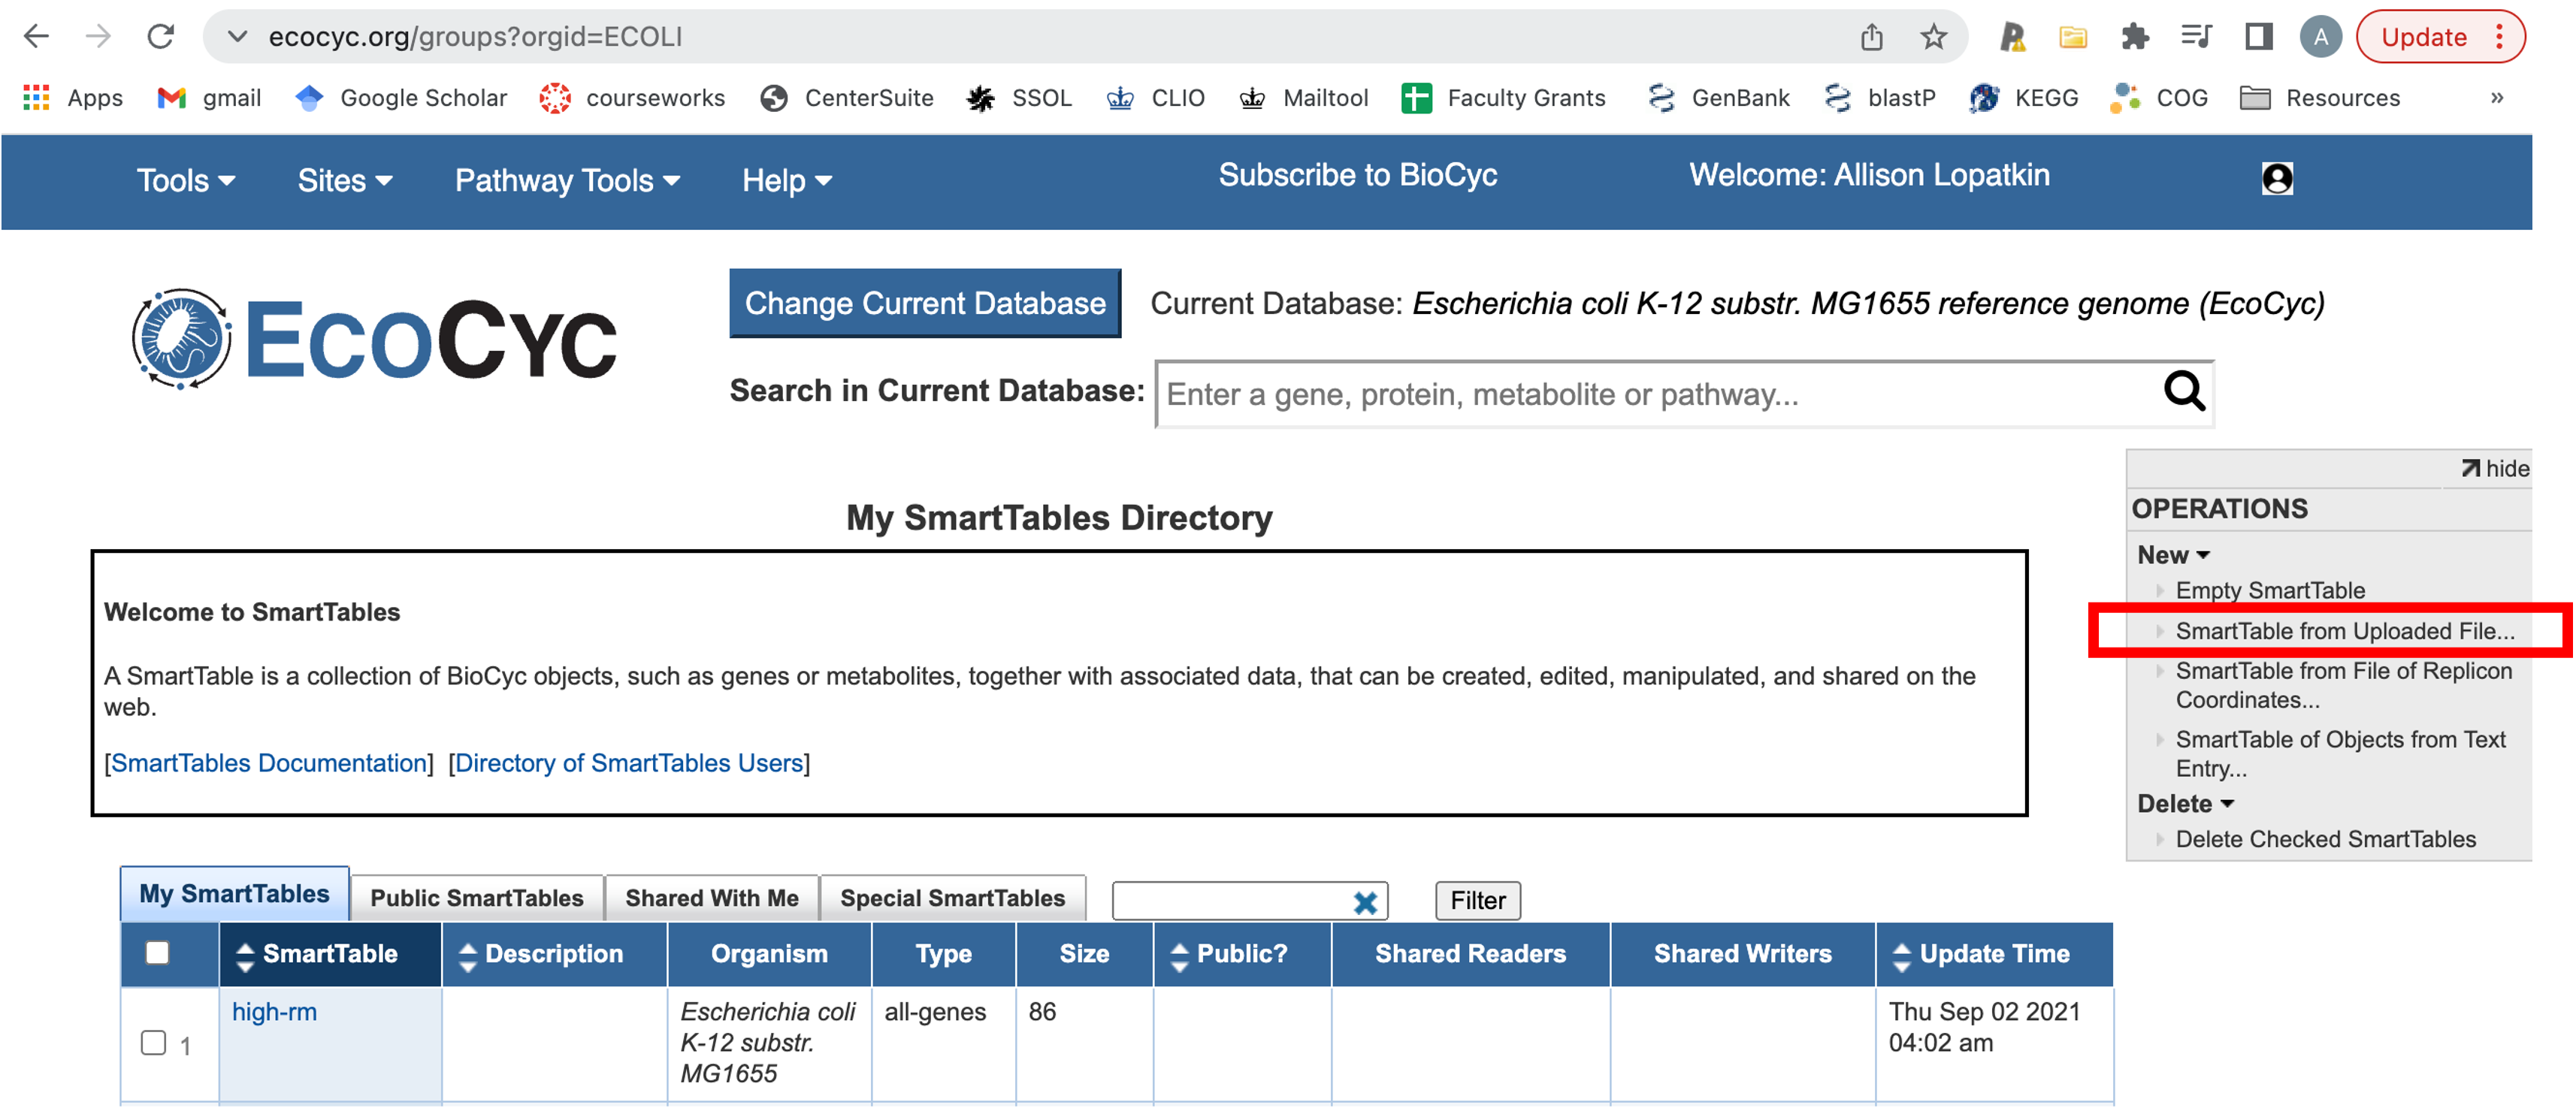 ecocyc.org/groups?orgid=ECOLI
A
Update
Apps
gmail
Google Scholar
courseworks
CenterSuite
SSOL
CLIO
Mailtool
Faculty Grants
GenBank
blastP
KEGG
COG
Resources
»
Tools
Sites
Pathway Tools
Help
Subscribe to BioCyc
Welcome: Allison Lopatkin
ECOCYC
Change Current Database
Current Database: Escherichia coli K-12 substr. MG1655 reference genome (EcoCyc)
Search in Current Database:
Enter a gene, protein, metabolite or pathway...
hide
OPERATIONS
New
Empty SmartTable
SmartTable from Uploaded File...
SmartTable from File of Replicon
Coordinates...
SmartTable of Objects from Text
Entry...
Delete
Delete Checked SmartTables
My SmartTables Directory
Welcome to SmartTables
A SmartTable is a collection of BioCyc objects, such as genes or metabolites, together with associated data, that can be created, edited, manipulated, and shared on the
web.
[SmartTables Documentation] [Directory of SmartTables Users]
My SmartTables
Public SmartTables
Shared With Me
Special SmartTables
Filter
SmartTable
Description
Organism
Type
Size
Public?
Shared Readers
Shared Writers
Update Time
1
high-rm
Escherichia coli
K-12 substr.
MG1655
all-genes
86
Thu Sep 02 2021
04:02 am